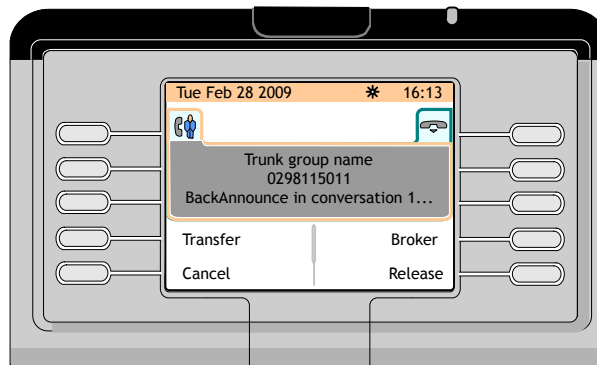 Tue Feb 28 2009 16:13
Trunk group name
0298115011
BackAnnounce in conversation 1...
Transfer Broker
Cancel Release